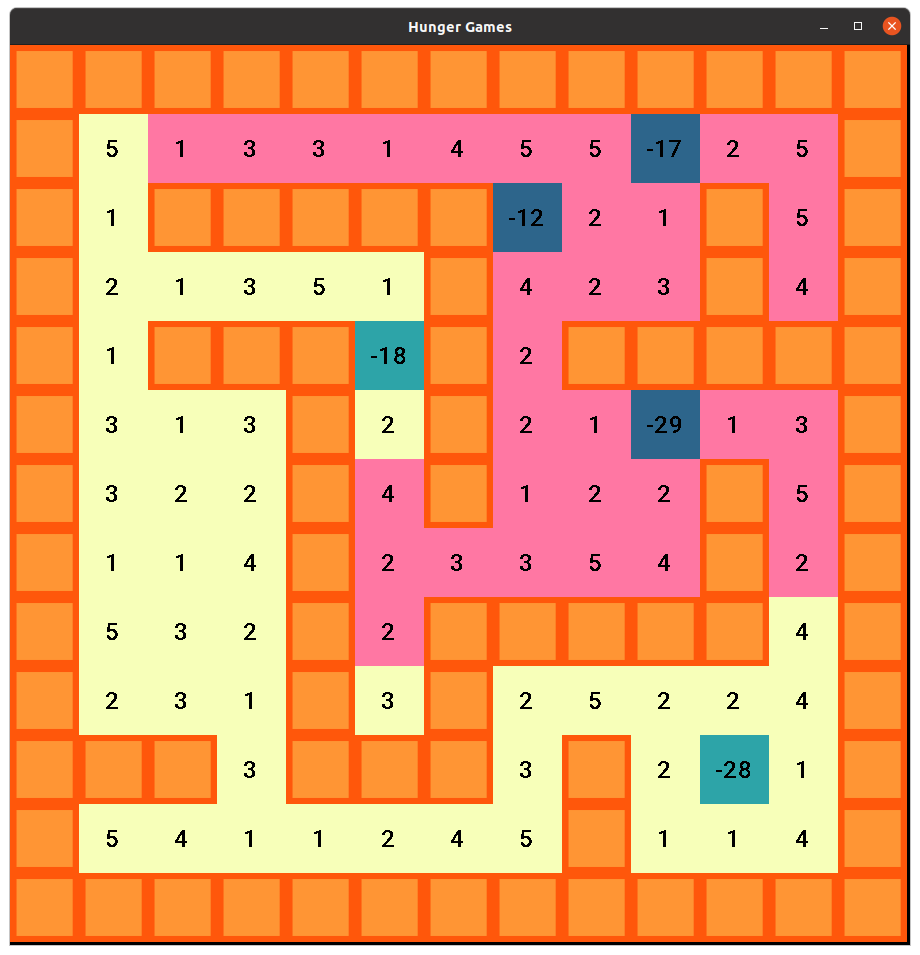 Hunger Games
5 1 3 3 1 4 5 5 -17 2 5
1 -12 2 1 5
2 1 3 5 1 4 2 3 4
1 -18 2
3 1 3 2 2 1 -29 1 3
3 2 2 4 1 2 2 5
1 1 4 2 3 3 5 4 2
5 3 2 2 4
2 3 1 3 2 5 2 2 4
3 3 2 -28 1
5 4 1 1 2 4 5 1 1 4